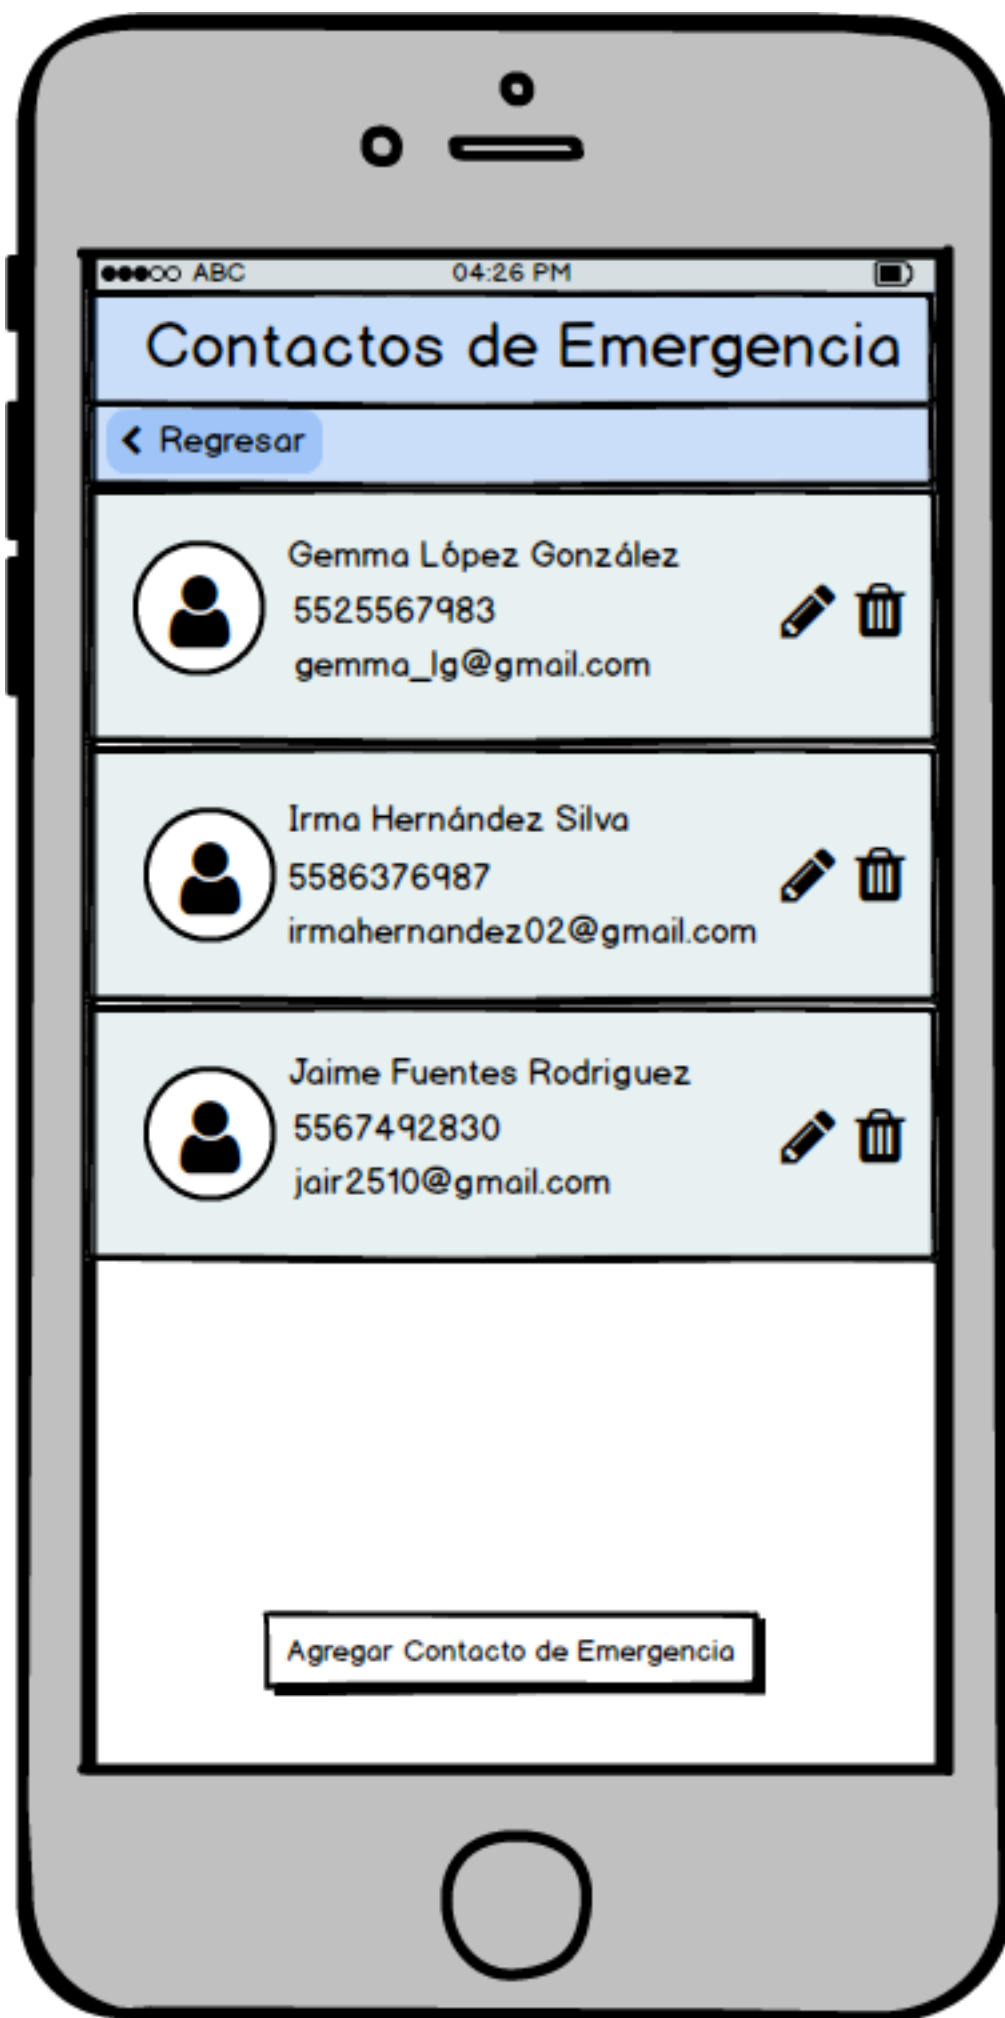 ABC 04:26 PM
Contactos de Emergencia
Regresar
Gemma López González
5525567983
gemma_lg@gmail.com
Irma Hernández Silva
5586376987
irmahernandez02@gmail.com
Jaime Fuentes Rodriguez
5567492830
jair2510@gmail.com
Agregar Contacto de Emergencia